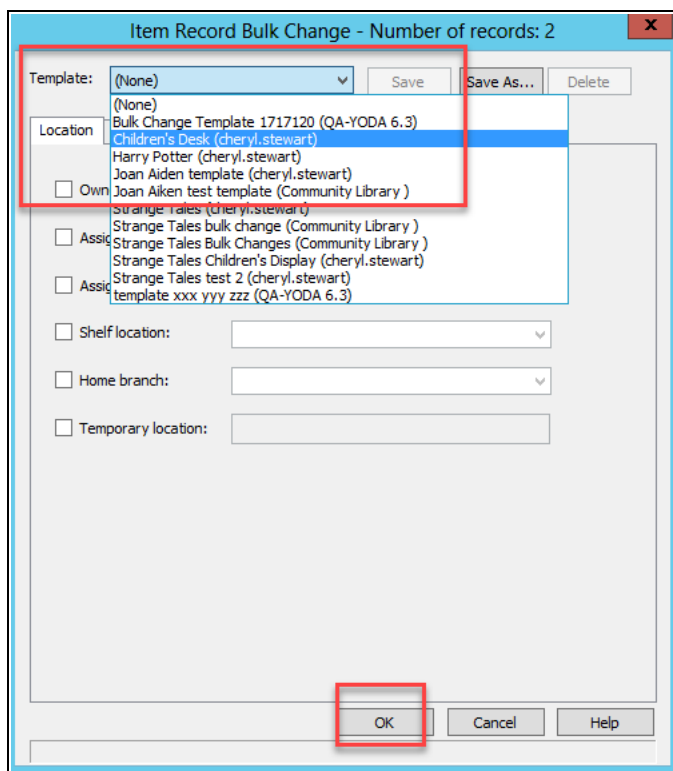 Item Record Bulk Change - Number of records: 2
x
Template: (None) Save Save As... Delete
(None)
Bulk Change Template 1717120 (QA-YODA 6.3)
Location
Children's Desk (cheryl.stewart)
Harry Potter (cheryl.stewart)
Joan Aiden template (cheryl.stewart)
Own
Joan Aiken test template (Community Library )
Strange Tales (cheryl.stewart)
Strange Tales bulk change (Community Library )
Assig
Strange Tales Bulk Changes (Community Library )
Strange Tales Children's Display (cheryl.stewart)
Assig
Strange Tales test 2 (cheryl.stewart)
template xxx yyy zzz (QA-YODA 6.3)
Shelf location:
Home branch:
Temporary location:
OK Cancel Help